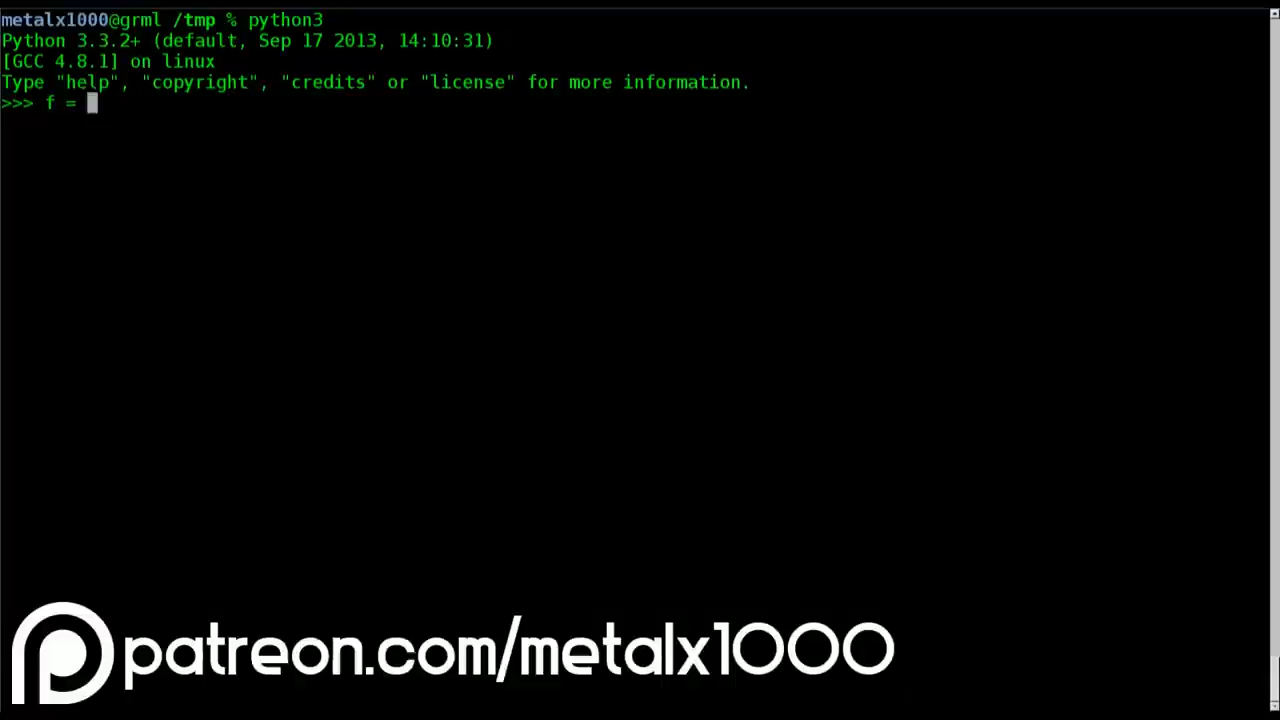 metalx1000@grml /tmp % python3
Python 3.3.2+ (default, Sep 17 2013, 14:10:31)
[GCC 4.8.1] on linux
Type "help", "copyright", "credits" or "license" for more information.
>>> f =
patreon.com/metalx1000